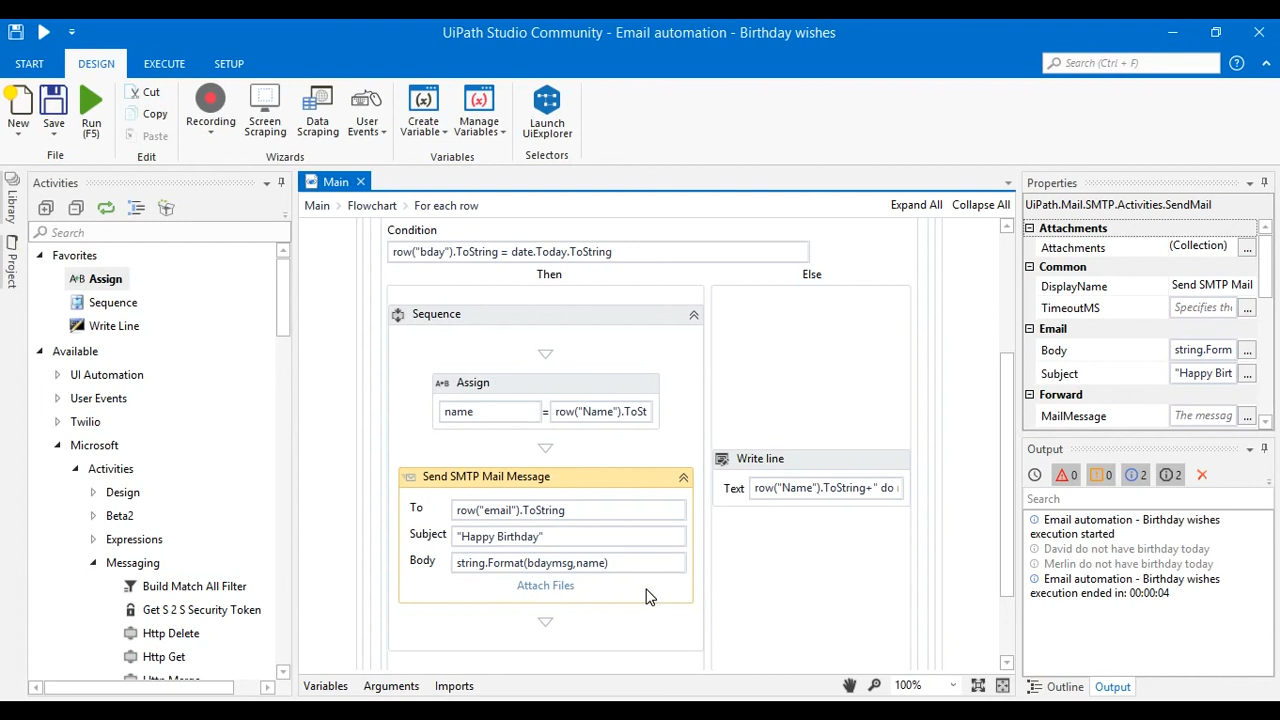 UiPath Studio Community - Email automation - Birthday wishes
START DESIGN EXECUTE SETUP
Search (Ctrl + F)
New
Save
Run
(F5)
Cut
Copy
Paste
Recording
Screen
Scraping
Data
Scraping
User
Events
Create
Variable
Manage
Variables
Launch
UiExplorer
File
Edit
Wizards
Variables
Selectors
Library
Project
Activities
Search
Favorites
A+B Assign
Sequence
Write Line
Available
UI Automation
User Events
Twilio
Microsoft
Activities
Design
Beta2
Expressions
Messaging
Build Match All Filter
Get S 2 S Security Token
Http Delete
Http Get
Main
Main > Flowchart > For each row
Expand All Collapse All
Condition
row("bday").ToString = date.Today.ToString
Then
Else
Sequence
A+B Assign
name = row("Name").ToSt
Send SMTP Mail Message
To row("email").ToString
Subject "Happy Birthday"
Body string.Format(bdaymsg,name)
Attach Files
Write line
Text row("Name").ToString+" do
Variables Arguments Imports
100%
Properties
UiPath.Mail.SMTP.Activities.SendMail
Attachments
Attachments (Collection) ...
Common
DisplayName Send SMTP Mail
TimeoutMS Specifies the ...
Email
Body string.Form ...
Subject "Happy Birt ...
Forward
MailMessage The messag ...
Output
0 0 2 2
Search
Email automation - Birthday wishes
execution started
David do not have birthday today
Merlin do not have birthday today
Email automation - Birthday wishes
execution ended in: 00:00:04
Outline Output